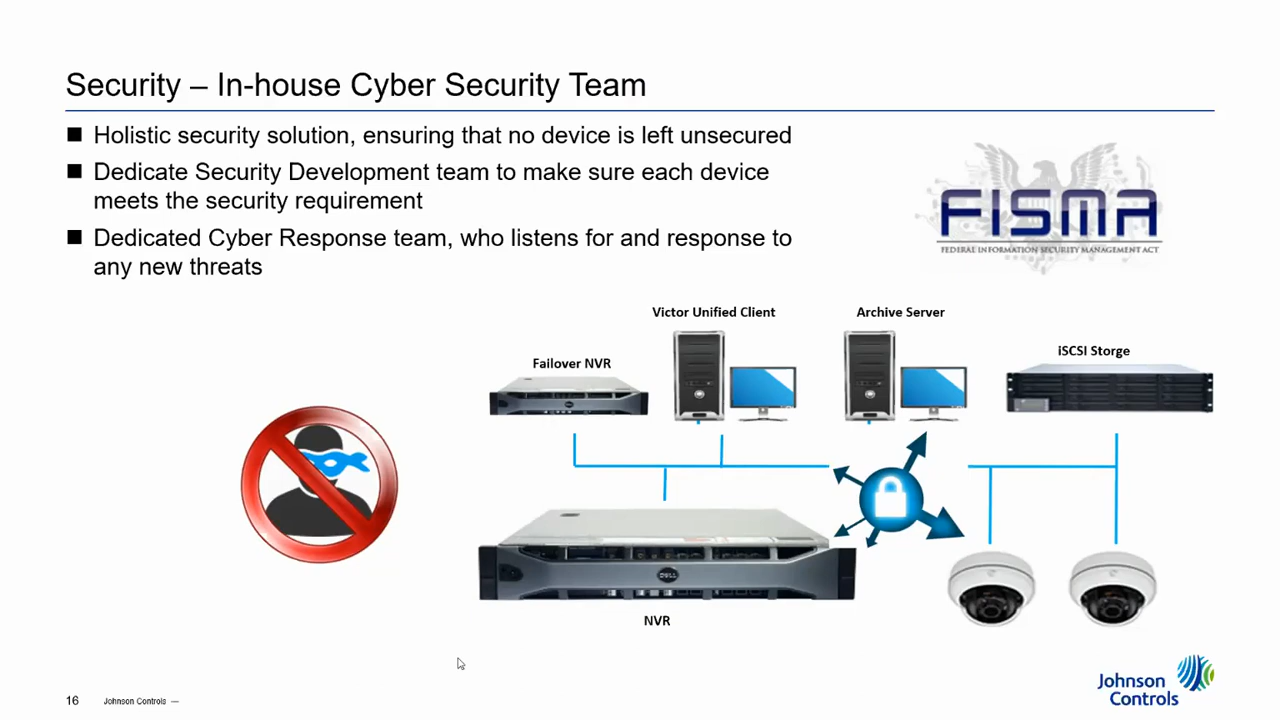 Security – In-house Cyber Security Team
■ Holistic security solution, ensuring that no device is left unsecured
■ Dedicate Security Development team to make sure each device
meets the security requirement
■ Dedicated Cyber Response team, who listens for and response to
any new threats
FISMA
FEDERAL INFORMATION SECURITY MANAGEMENT ACT
Victor Unified Client
Archive Server
iSCSI Storge
Failover NVR
DELL
NVR
16
Johnson Controls —
Johnson
Controls